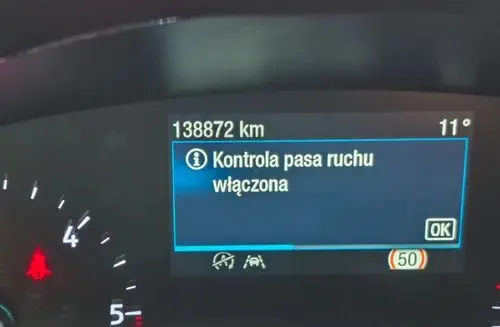 138872 km 11°
Kontrola pasa ruchu
włączona
OK
50
4
5